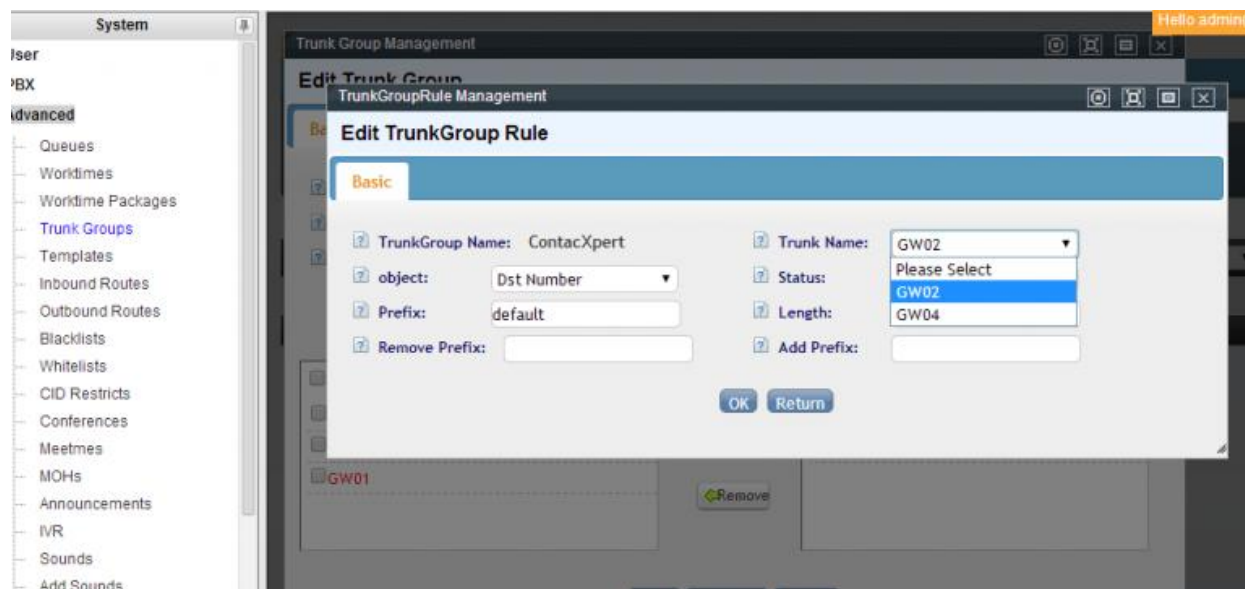 System
Hello admin
User
PBX
Advanced
Queues
Worktimes
Worktime Packages
Trunk Groups
Templates
Inbound Routes
Outbound Routes
Blacklists
Whitelists
CID Restricts
Conferences
Meetmes
MOHs
Announcements
IVR
Sounds
Add Sounds
Trunk Group Management
Edit Trunk Group
TrunkGroupRule Management
Edit TrunkGroup Rule
Basic
TrunkGroup Name: ContacXpert
Trunk Name: GW02
Please Select
GW02
GW04
object: Dst Number
Status:
Prefix: default
Length:
Remove Prefix:
Add Prefix:
OK Return
GW01
Remove